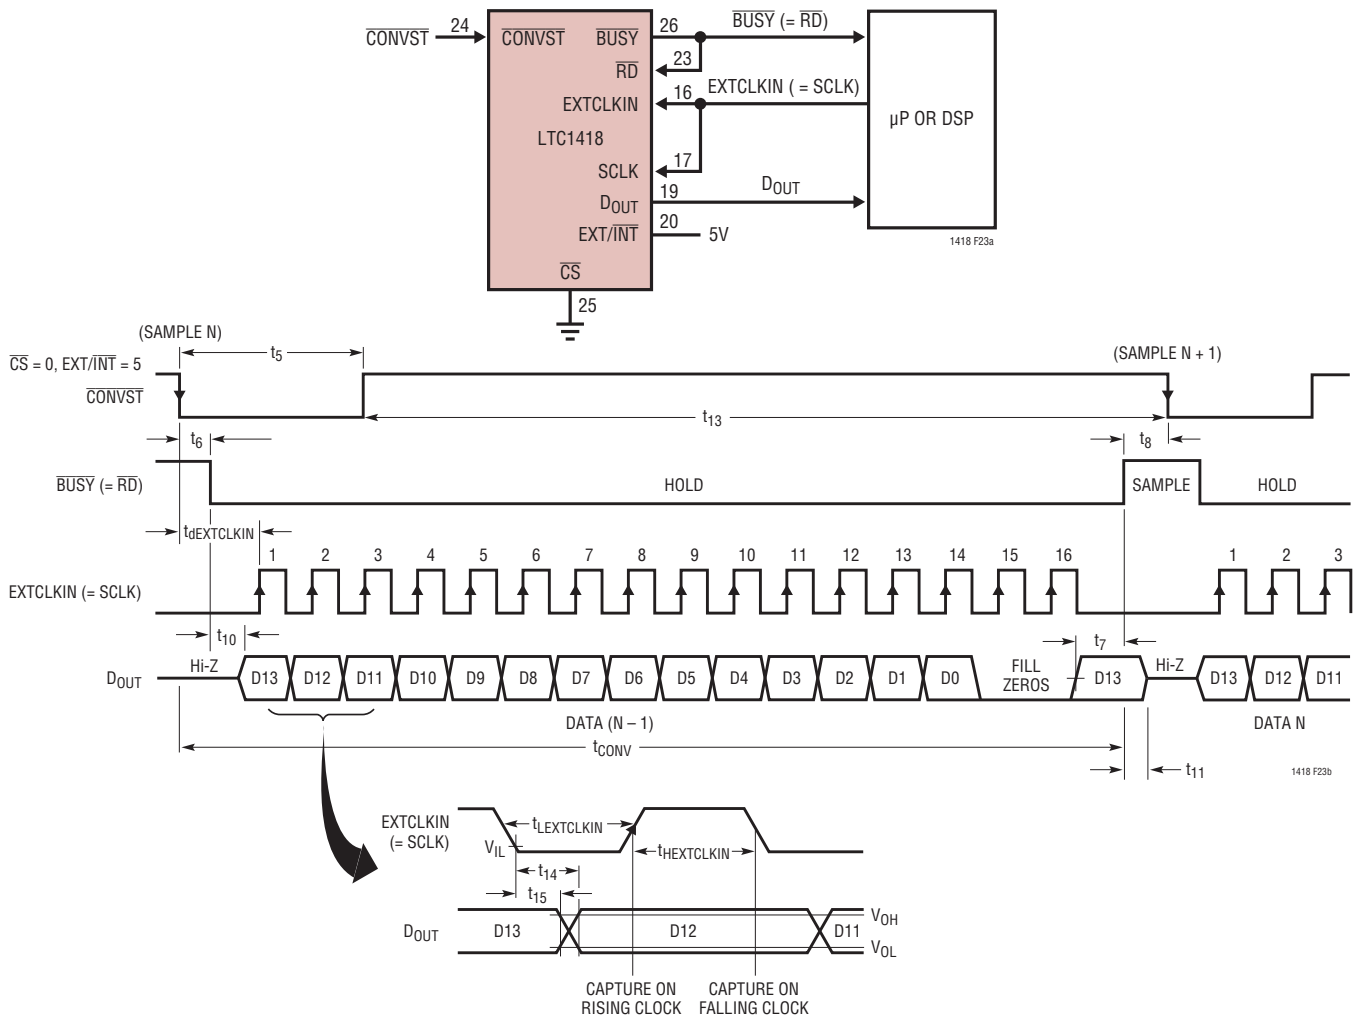 CONVST 24 CONVST BUSY 26 BUSY (= RD)
RD 23
EXTCLKIN 16 EXTCLKIN ( = SCLK)
µP OR DSP
LTC1418
SCLK 17
DOUT 19 DOUT
EXT/INT 20 5V
1418 F23a
CS
25
(SAMPLE N)
t5
(SAMPLE N + 1)
CS = 0, EXT/INT = 5
CONVST
t13
t6
t8
BUSY (= RD)
HOLD
SAMPLE
HOLD
tdEXTCLKIN
1 2 3 4 5 6 7 8 9 10 11 12 13 14 15 16 1 2 3
EXTCLKIN (= SCLK)
t10
t7
DOUT
Hi-Z
D13 D12 D11 D10 D9 D8 D7 D6 D5 D4 D3 D2 D1 D0
FILL
ZEROS
D13
Hi-Z
D13 D12 D11
DATA (N – 1)
DATA N
tCONV
t11
1418 F23b
EXTCLKIN
(= SCLK)
tLEXTCLKIN
VIL
tHEXTCLKIN
t14
t15
DOUT
D13 D12 D11
VOH
VOL
CAPTURE ON
RISING CLOCK
CAPTURE ON
FALLING CLOCK